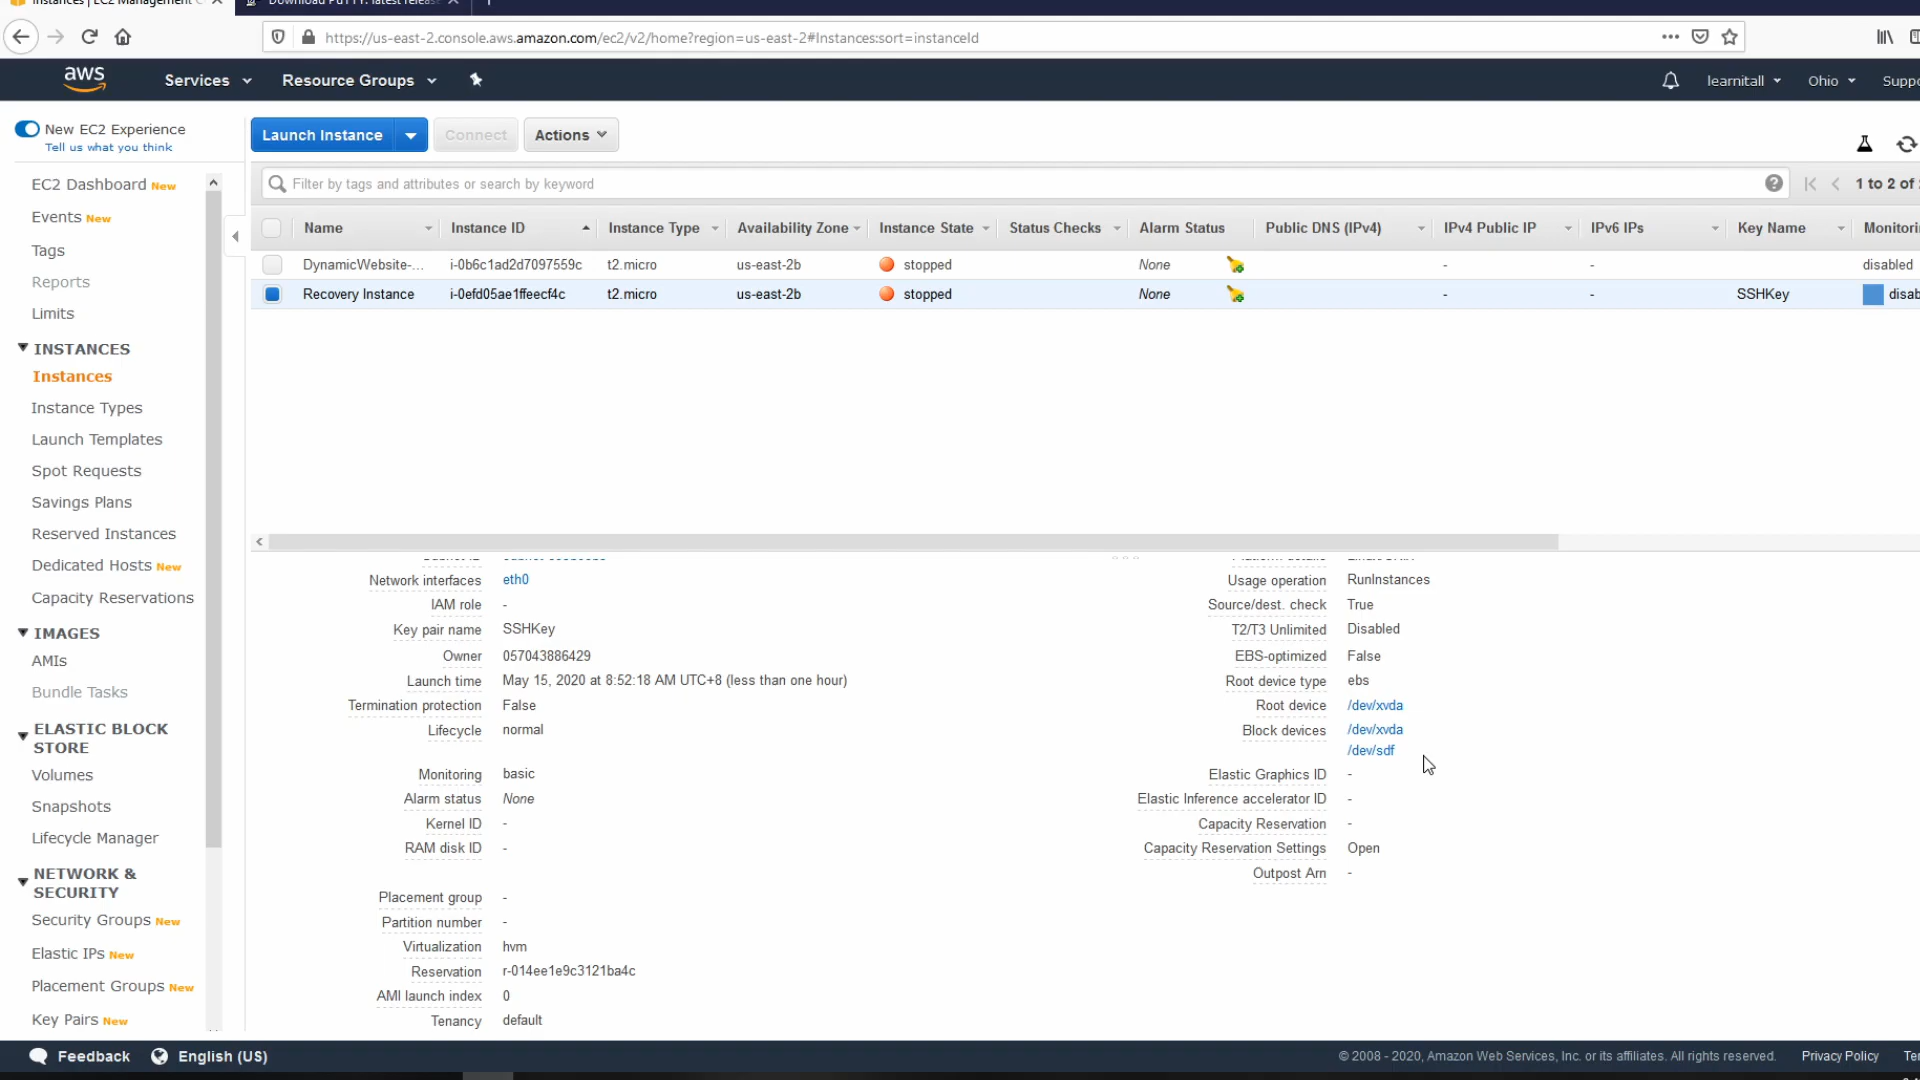 Instances | EC2 Management
Download PuTTY: latest release
https://us-east-2.console.aws.amazon.com/ec2/v2/home?region=us-east-2#Instances:sort=instanceId
aws Services Resource Groups learnitall Ohio
New EC2 Experience
Tell us what you think
EC2 Dashboard New
Events New
Tags
Reports
Limits
INSTANCES
Instances
Instance Types
Launch Templates
Spot Requests
Savings Plans
Reserved Instances
Dedicated Hosts New
Capacity Reservations
IMAGES
AMIs
Bundle Tasks
ELASTIC BLOCK
STORE
Volumes
Snapshots
Lifecycle Manager
NETWORK &
SECURITY
Security Groups New
Elastic IPs New
Placement Groups New
Key Pairs New
Launch Instance Connect Actions
Filter by tags and attributes or search by keyword
1 to 2 of
Name Instance ID Instance Type Availability Zone Instance State Status Checks Alarm Status Public DNS (IPv4) IPv4 Public IP IPv6 IPs Key Name Monitori
DynamicWebsite-... i-0b6c1ad2d7097559c t2.micro us-east-2b stopped None - - disabled
Recovery Instance i-0efd05ae1ffeecf4c t2.micro us-east-2b stopped None - - SSHKey disab
Network interfaces eth0
IAM role -
Key pair name SSHKey
Owner 057043886429
Launch time May 15, 2020 at 8:52:18 AM UTC+8 (less than one hour)
Termination protection False
Lifecycle normal
Monitoring basic
Alarm status None
Kernel ID -
RAM disk ID -
Placement group -
Partition number -
Virtualization hvm
Reservation r-014ee1e9c3121ba4c
AMI launch index 0
Tenancy default
Usage operation RunInstances
Source/dest. check True
T2/T3 Unlimited Disabled
EBS-optimized False
Root device type ebs
Root device /dev/xvda
Block devices /dev/xvda
/dev/sdf
Elastic Graphics ID -
Elastic Inference accelerator ID -
Capacity Reservation -
Capacity Reservation Settings Open
Outpost Arn -
Feedback English (US)
© 2008 - 2020, Amazon Web Services, Inc. or its affiliates. All rights reserved. Privacy Policy